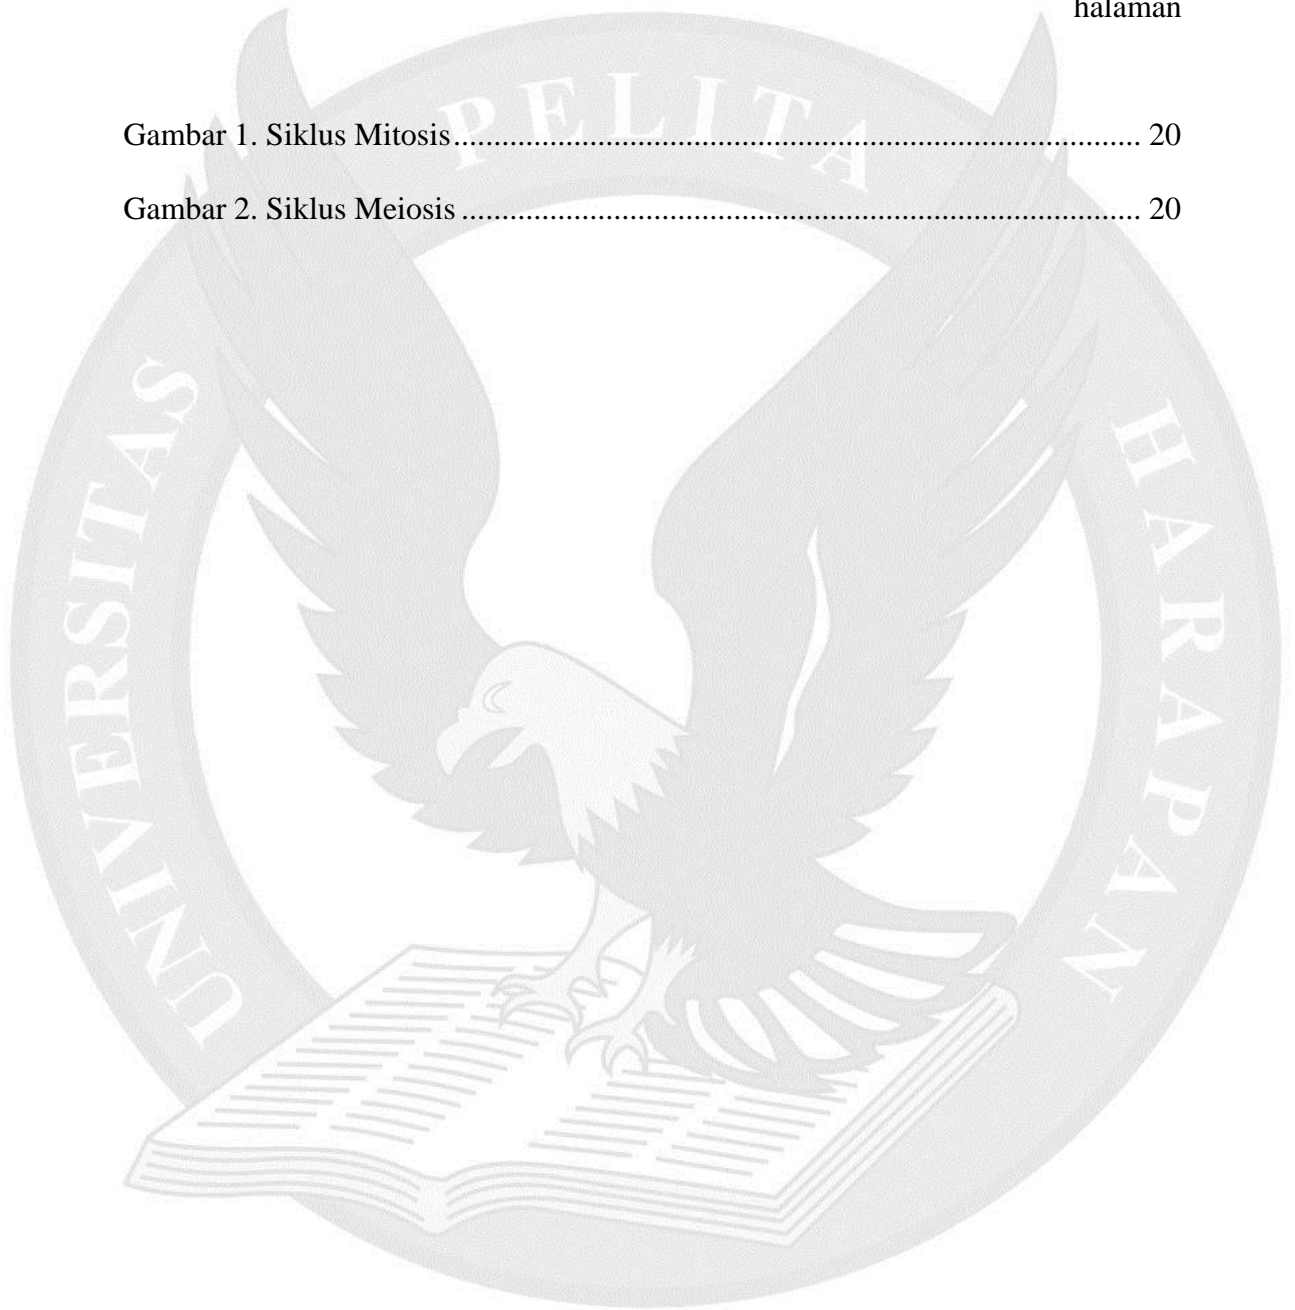 halaman
PELITA
Gambar 1. Siklus Mitosis.................................................................................... 20
Gambar 2. Siklus Meiosis ................................................................................... 20
UNIVERSITAS
HARAPAN